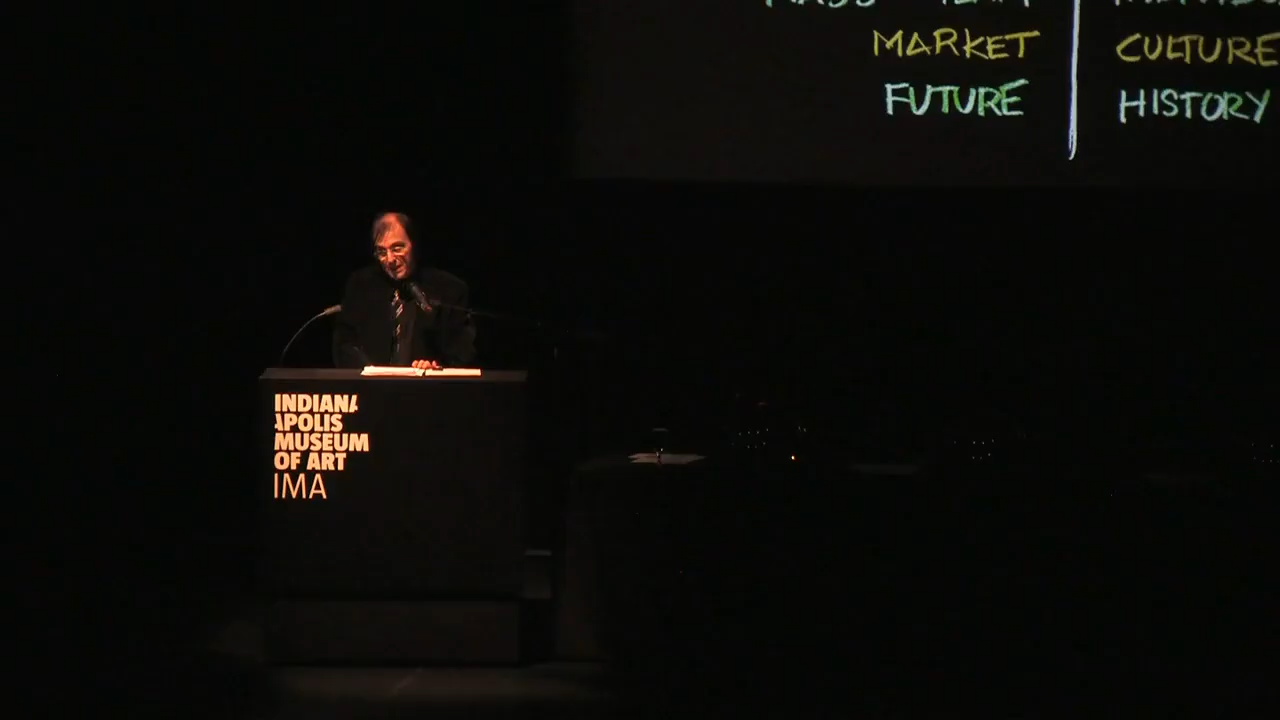 MARKET CULTURE
FUTURE HISTORY
INDIANA
APOLIS
MUSEUM
OF ART
IMA